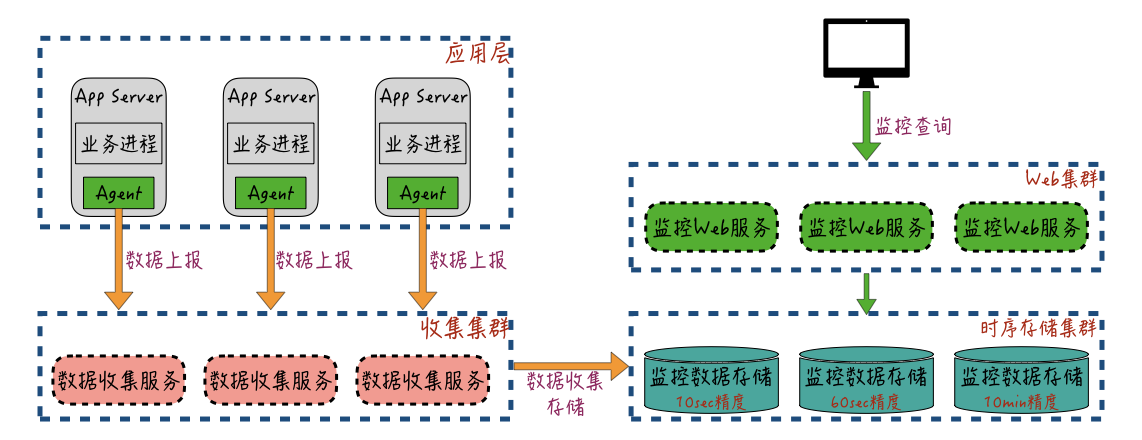 应用层
App Server
App Server
App Server
业务进程
业务进程
业务进程
Agent
Agent
Agent
数据上报
数据上报
数据上报
收集集群
数据收集服务
数据收集服务
数据收集服务
数据收集
存储
监控查询
Web集群
监控Web服务
监控Web服务
监控Web服务
时序存储集群
监控数据存储
10sec精度
监控数据存储
60sec精度
监控数据存储
10min精度